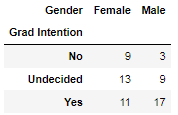 Gender Female Male
Grad Intention
No 9 3
Undecided 13 9
Yes 11 17